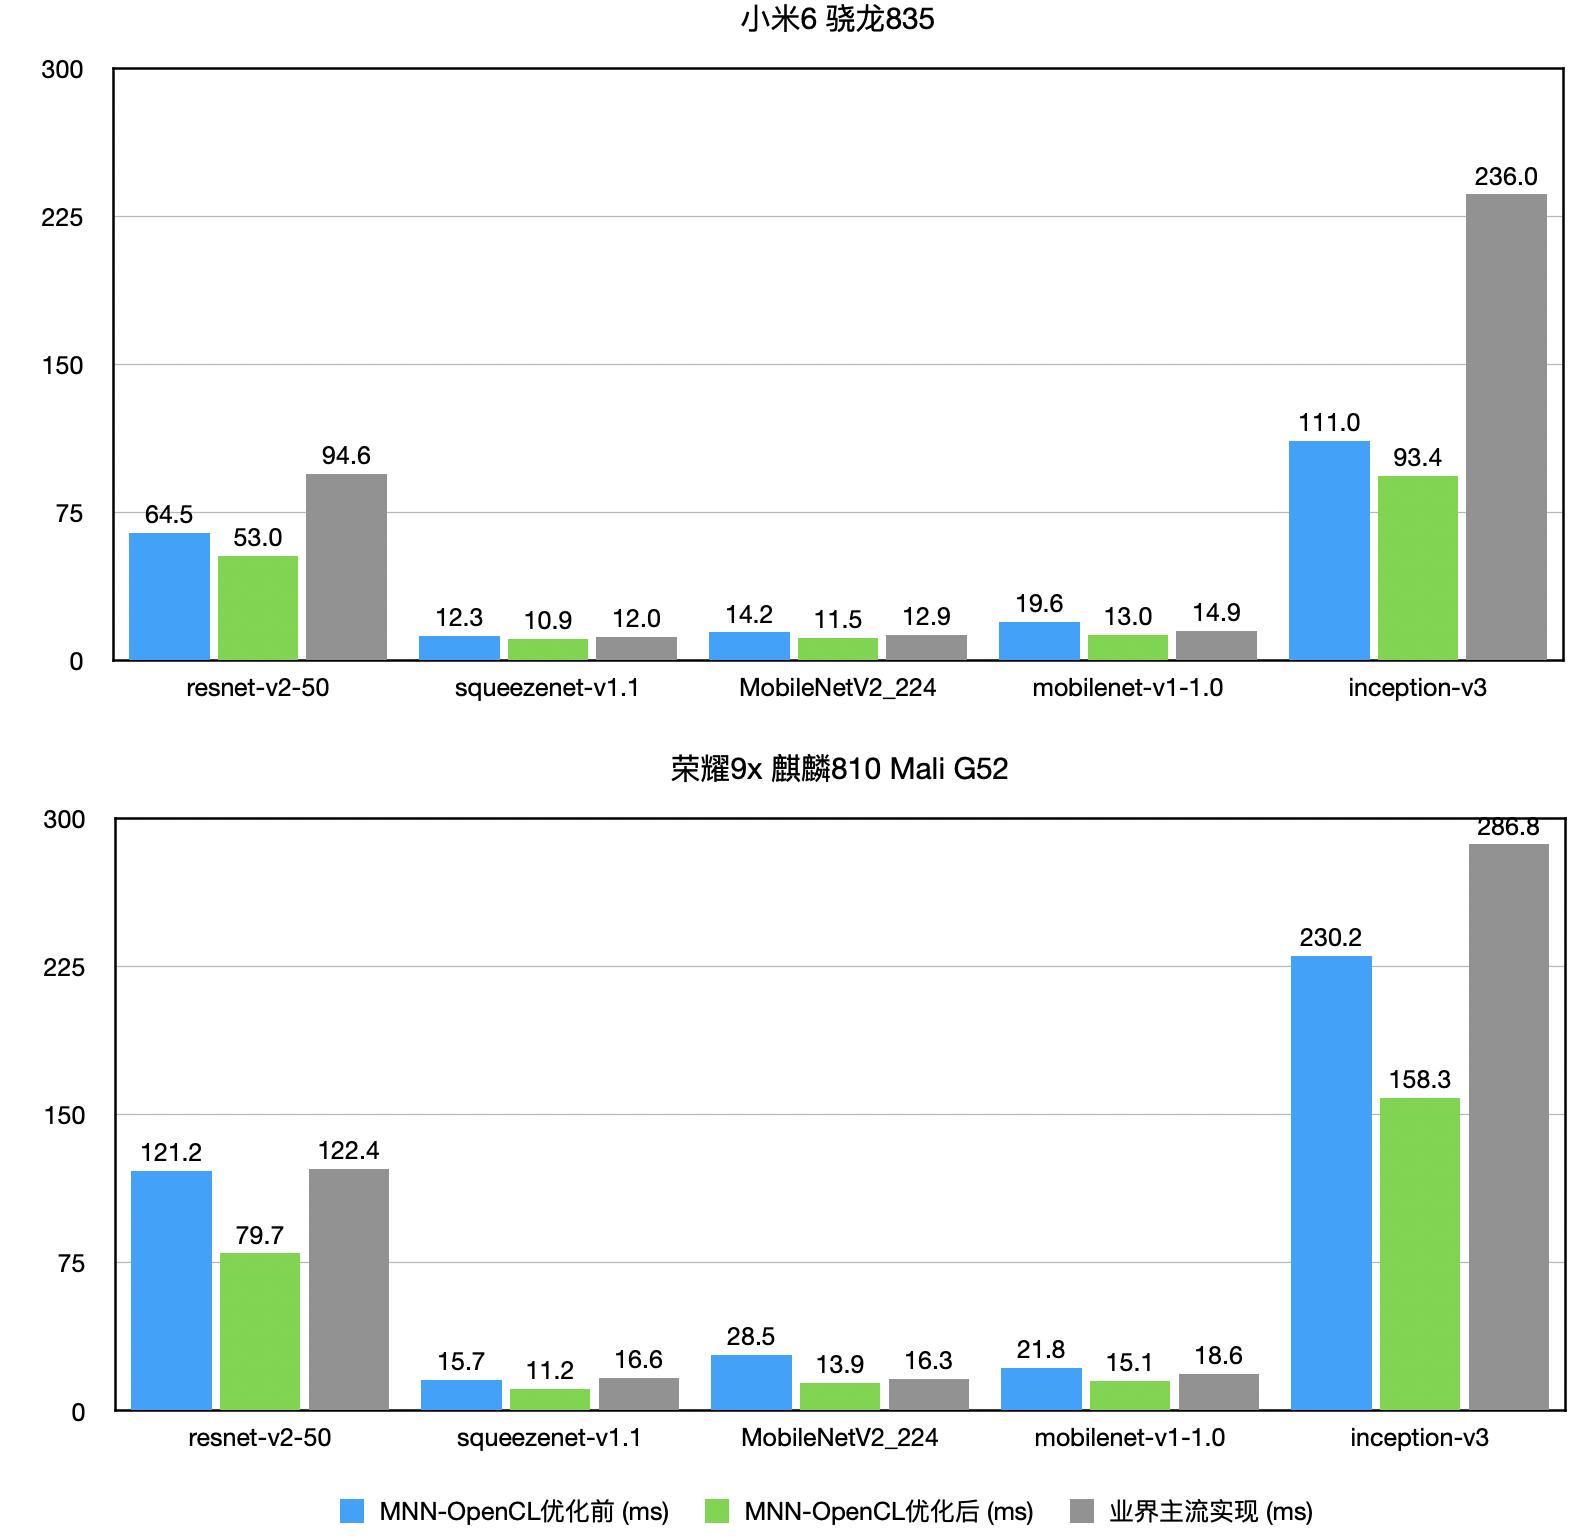 小米6 骁龙835
300
225
150
75
0
64.5 53.0 94.6
12.3 10.9 12.0
14.2 11.5 12.9
19.6 13.0 14.9
111.0 93.4 236.0
resnet-v2-50 squeezenet-v1.1 MobileNetV2_224 mobilenet-v1-1.0 inception-v3
荣耀9x 麒麟810 Mali G52
300
225
150
75
0
121.2 79.7 122.4
15.7 11.2 16.6
28.5 13.9 16.3
21.8 15.1 18.6
230.2 158.3 286.8
resnet-v2-50 squeezenet-v1.1 MobileNetV2_224 mobilenet-v1-1.0 inception-v3
MNN-OpenCL优化前 (ms) MNN-OpenCL优化后 (ms) 业界主流实现 (ms)